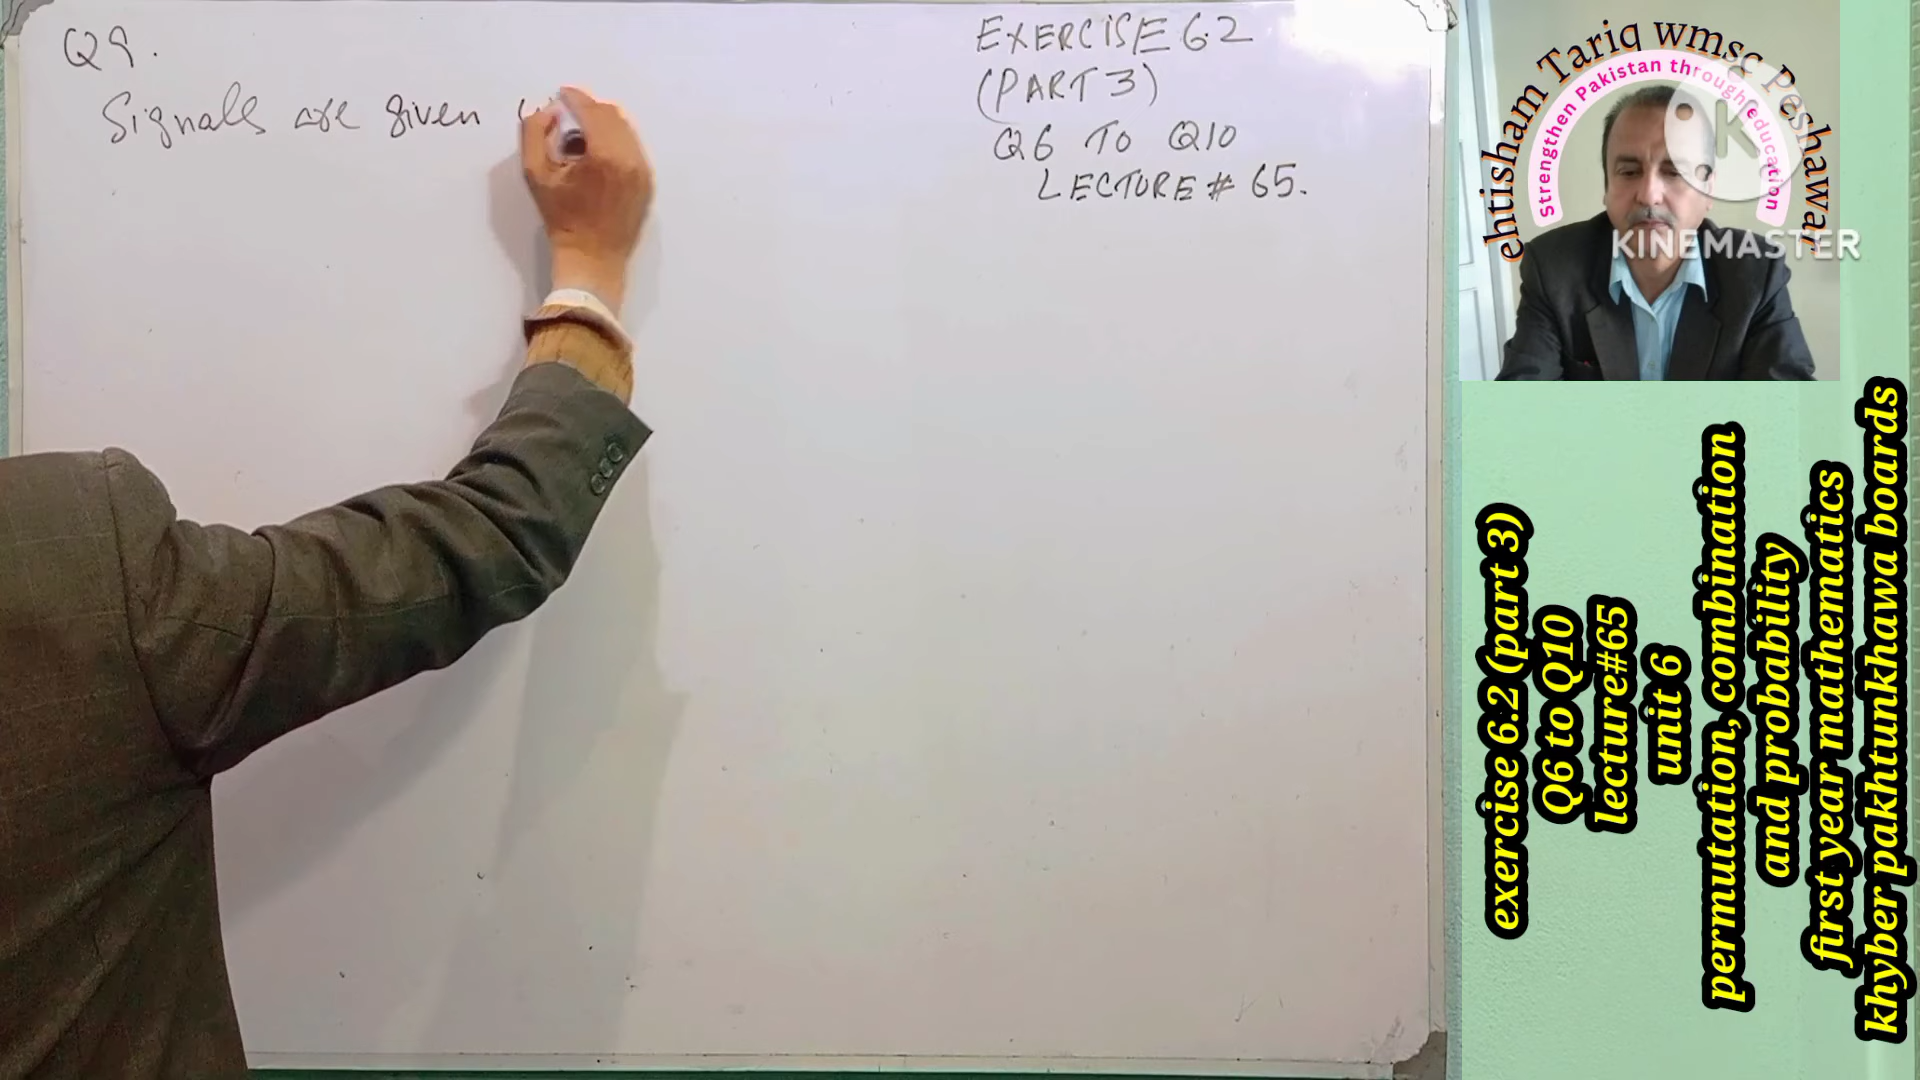 Q9.
Signals are given
EXERCISE 6.2
(PART 3)
Q6 TO Q10
LECTURE # 65.
ehtisham Tariq wmsc Peshawar
Strengthen Pakistan through education
K
KINEMASTER
exercise 6.2 (part 3)
Q6 to Q10
lecture#65
unit 6
permutation, combination
and probability
first year mathematics
khyber pakhtunkhawa boards